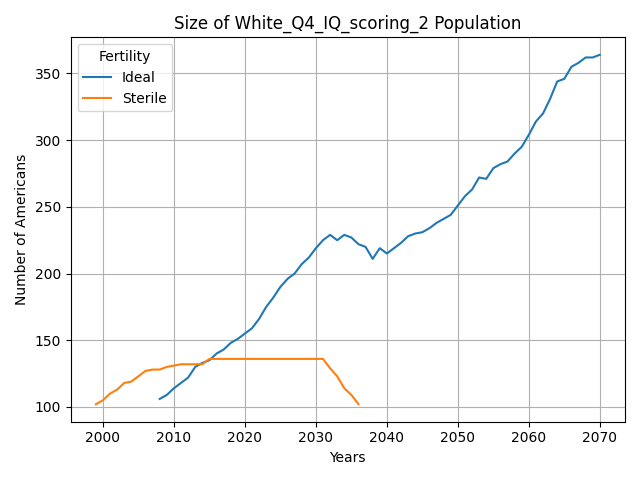 Size of White_Q4_IQ_scoring_2 Population
Fertility
Ideal
Sterile
Number of Americans
350
300
250
200
150
100
2000
2010
2020
2030
2040
2050
2060
2070
Years